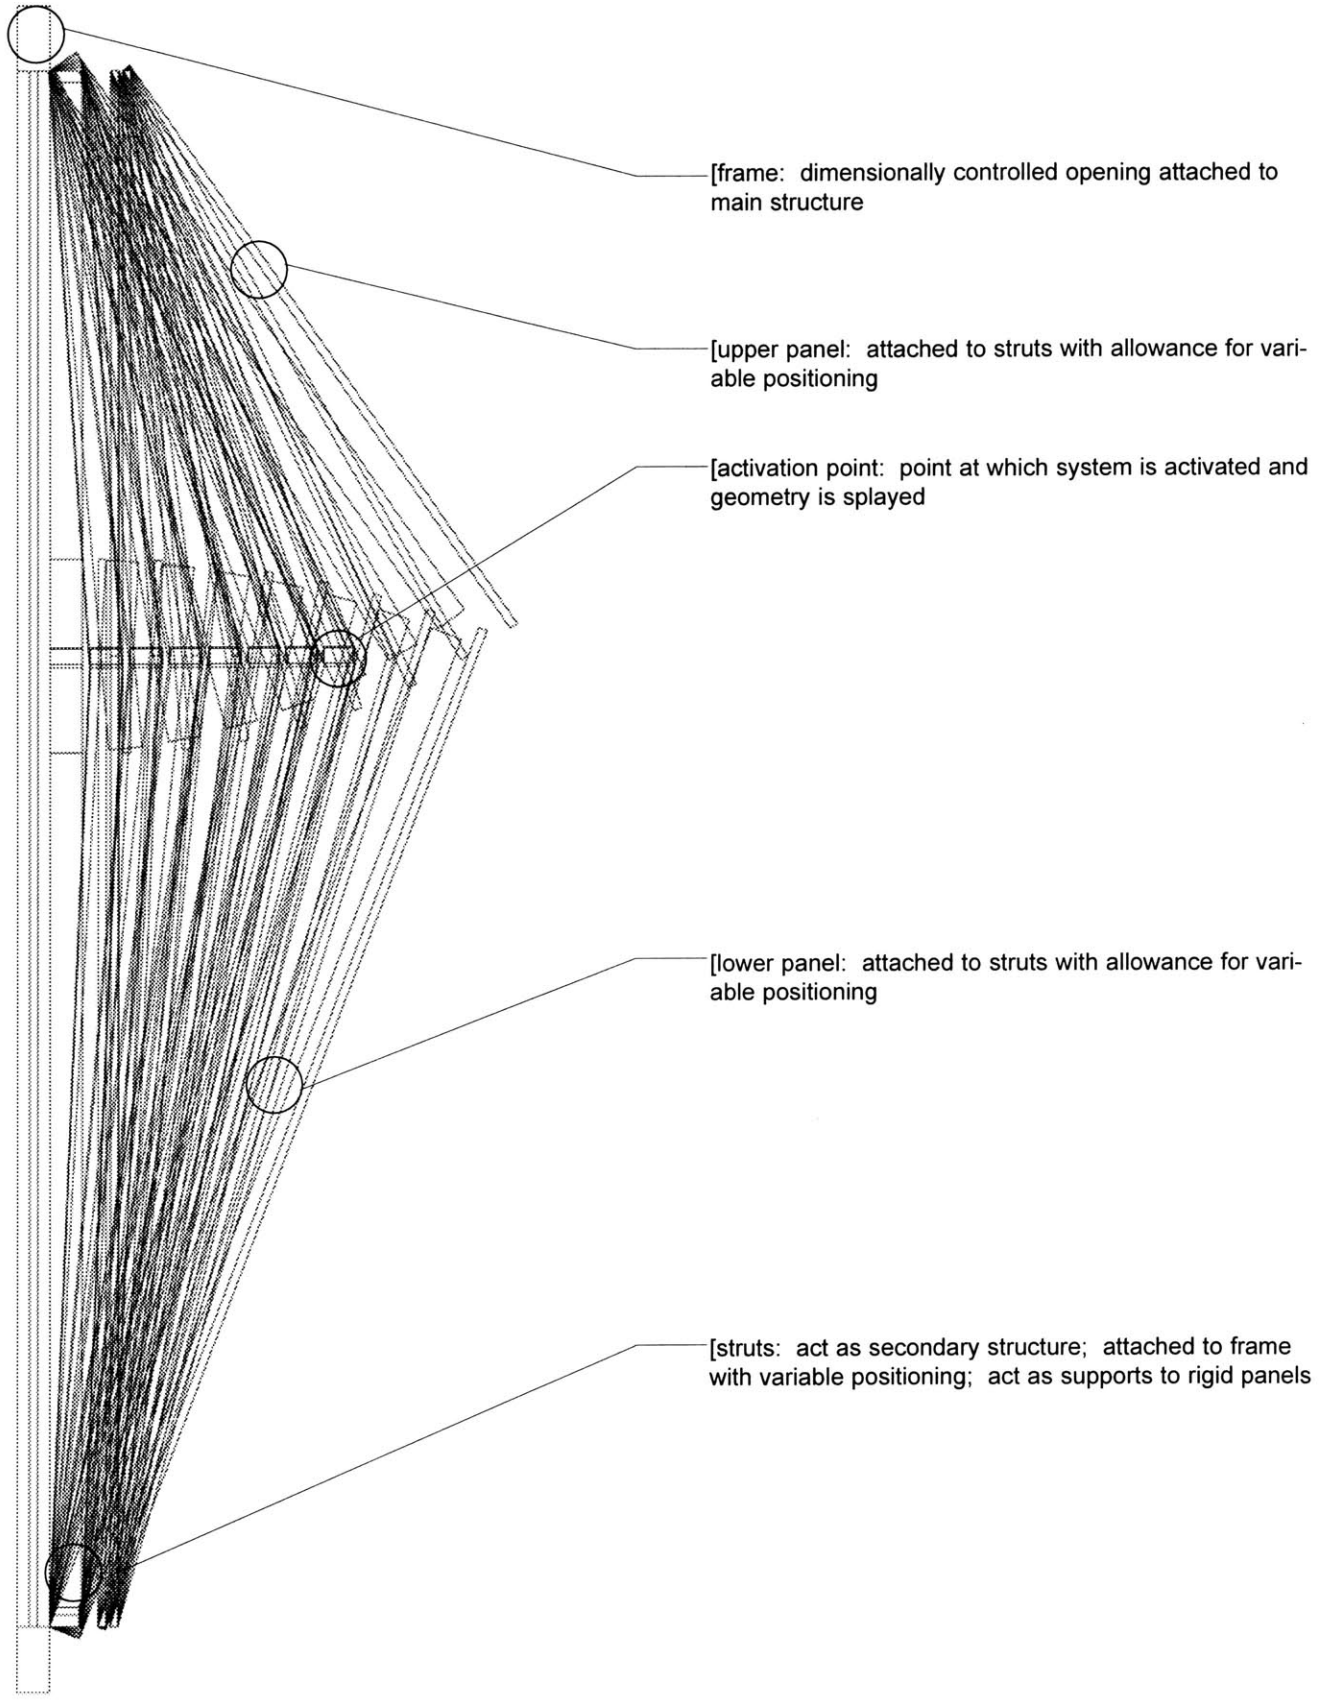 [frame: dimensionally controlled opening attached to
main structure
[upper panel: attached to struts with allowance for vari-
able positioning
[activation point: point at which system is activated and
geometry is splayed
[lower panel: attached to struts with allowance for vari-
able positioning
[struts: act as secondary structure; attached to frame
with variable positioning; act as supports to rigid panels